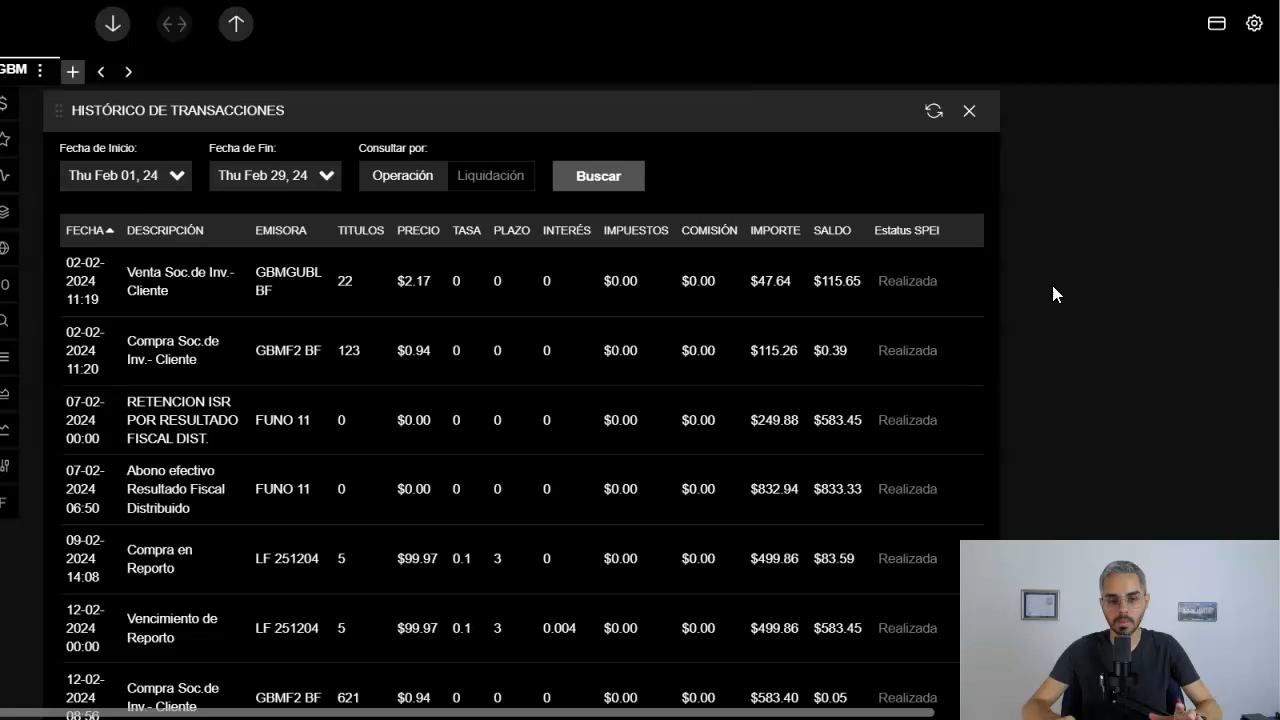 GBM
HISTÓRICO DE TRANSACCIONES
Fecha de Inicio: Fecha de Fin: Consultar por:
Thu Feb 01, 24 Thu Feb 29, 24 Operación Liquidación Buscar
FECHA DESCRIPCIÓN EMISORA TITULOS PRECIO TASA PLAZO INTERÉS IMPUESTOS COMISIÓN IMPORTE SALDO Estatus SPEI
02-02-
2024
11:19
Venta Soc.de Inv.-
Cliente
GBMGUBL
BF
22 $2.17 0 0 0 $0.00 $0.00 $47.64 $115.65 Realizada
02-02-
2024
11:20
Compra Soc.de
Inv.- Cliente
GBMF2 BF 123 $0.94 0 0 0 $0.00 $0.00 $115.26 $0.39 Realizada
07-02-
2024
00:00
RETENCION ISR
POR RESULTADO
FISCAL DIST.
FUNO 11 0 $0.00 0 0 0 $0.00 $0.00 $249.88 $583.45 Realizada
07-02-
2024
06:50
Abono efectivo
Resultado Fiscal
Distribuido
FUNO 11 0 $0.00 0 0 0 $0.00 $0.00 $832.94 $833.33 Realizada
09-02-
2024
14:08
Compra en
Reporto
LF 251204 5 $99.97 0.1 3 0 $0.00 $0.00 $499.86 $83.59 Realizada
12-02-
2024
00:00
Vencimiento de
Reporto
LF 251204 5 $99.97 0.1 3 0.004 $0.00 $0.00 $499.86 $583.45 Realizada
12-02-
2024
08:56
Compra Soc.de
Inv.- Cliente
GBMF2 BF 621 $0.94 0 0 0 $0.00 $0.00 $583.40 $0.05 Realizada